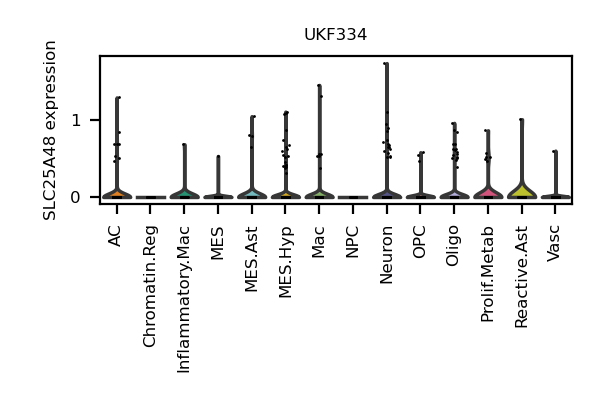 UKF334
SLC25A48 expression
1
0
AC
Chromatin.Reg
Inflammatory.Mac
MES
MES.Ast
MES.Hyp
Mac
NPC
Neuron
OPC
Oligo
Prolif.Metab
Reactive.Ast
Vasc